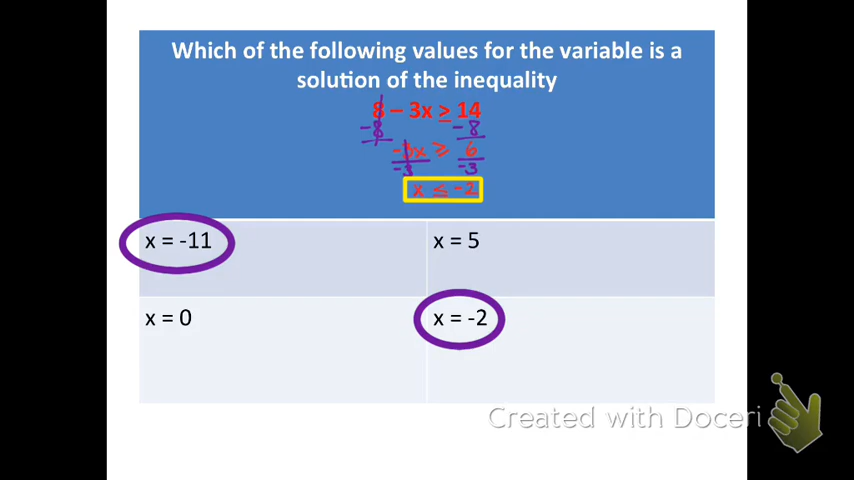 Which of the following values for the variable is a
solution of the inequality
8 – 3x ≥ 14
-8 -8
-3x ≥ 6
-3 -3
x ≤ -2
x = -11 x = 5
x = 0 x = -2
Created with Doceri